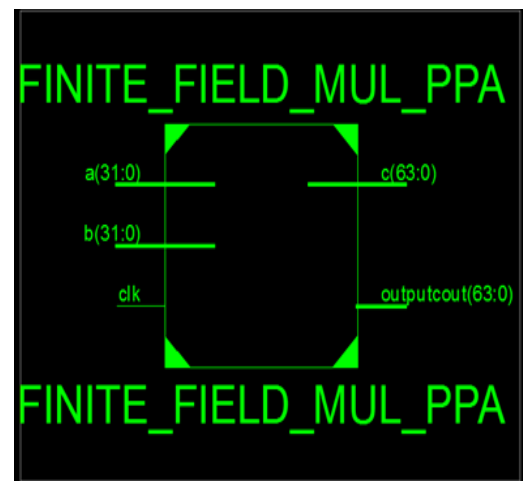 FINITE_FIELD_MUL_PPA
a(31:0)
c(63:0)
b(31:0)
clk
outputcout(63:0)
FINITE_FIELD_MUL_PPA